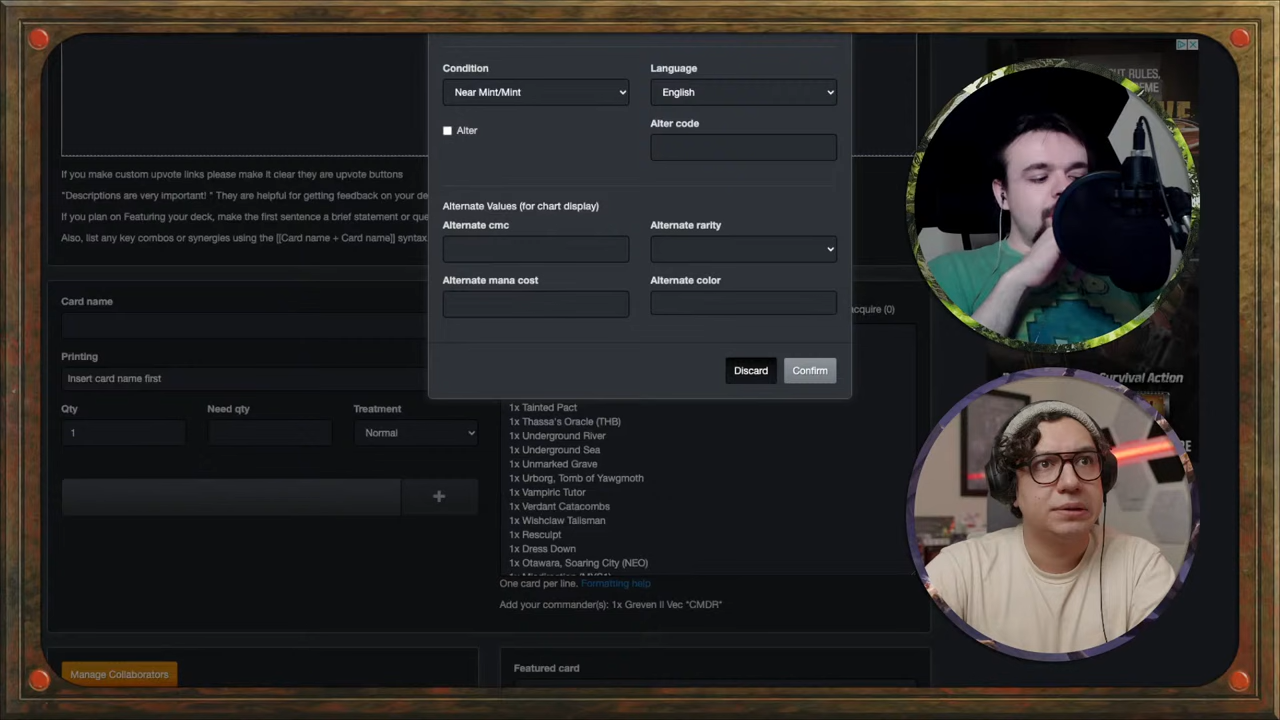 Condition
Language
Near Mint/Mint
English
Alter
Alter code
If you make custom upvote links please make it clear they are upvote buttons
"Descriptions are very important! " They are helpful for getting feedback on your de
If you plan on Featuring your deck, make the first sentence a brief statement or que
Also, list any key combos or synergies using the [[Card name + Card name]] syntax
Alternate Values (for chart display)
Alternate cmc
Alternate rarity
Alternate mana cost
Alternate color
Discard
Confirm
Card name
acquire (0)
Printing
Insert card name first
Qty
Need qty
Treatment
1
Normal
+
1x Tainted Pact
1x Thassa's Oracle (THB)
1x Underground River
1x Underground Sea
1x Unmarked Grave
1x Urborg, Tomb of Yawgmoth
1x Vampiric Tutor
1x Verdant Catacombs
1x Wishclaw Talisman
1x Resculpt
1x Dress Down
1x Otawara, Soaring City (NEO)
One card per line. Formatting help
Add your commander(s): 1x Greven Il Vec *CMDR*
Manage Collaborators
Featured card
RULES,
Survival Action